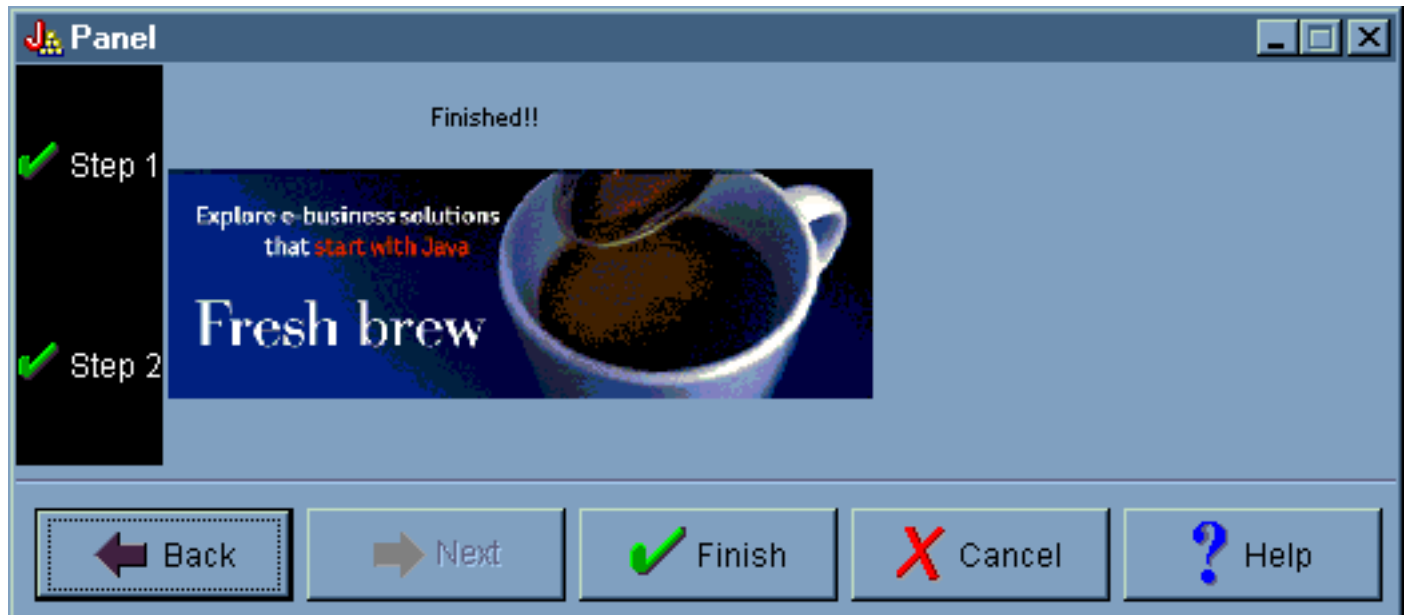 Panel
Finished!!
Step 1
Explore e-business solutions
that start with Java
Fresh brew
Step 2
Back
Next
Finish
Cancel
Help